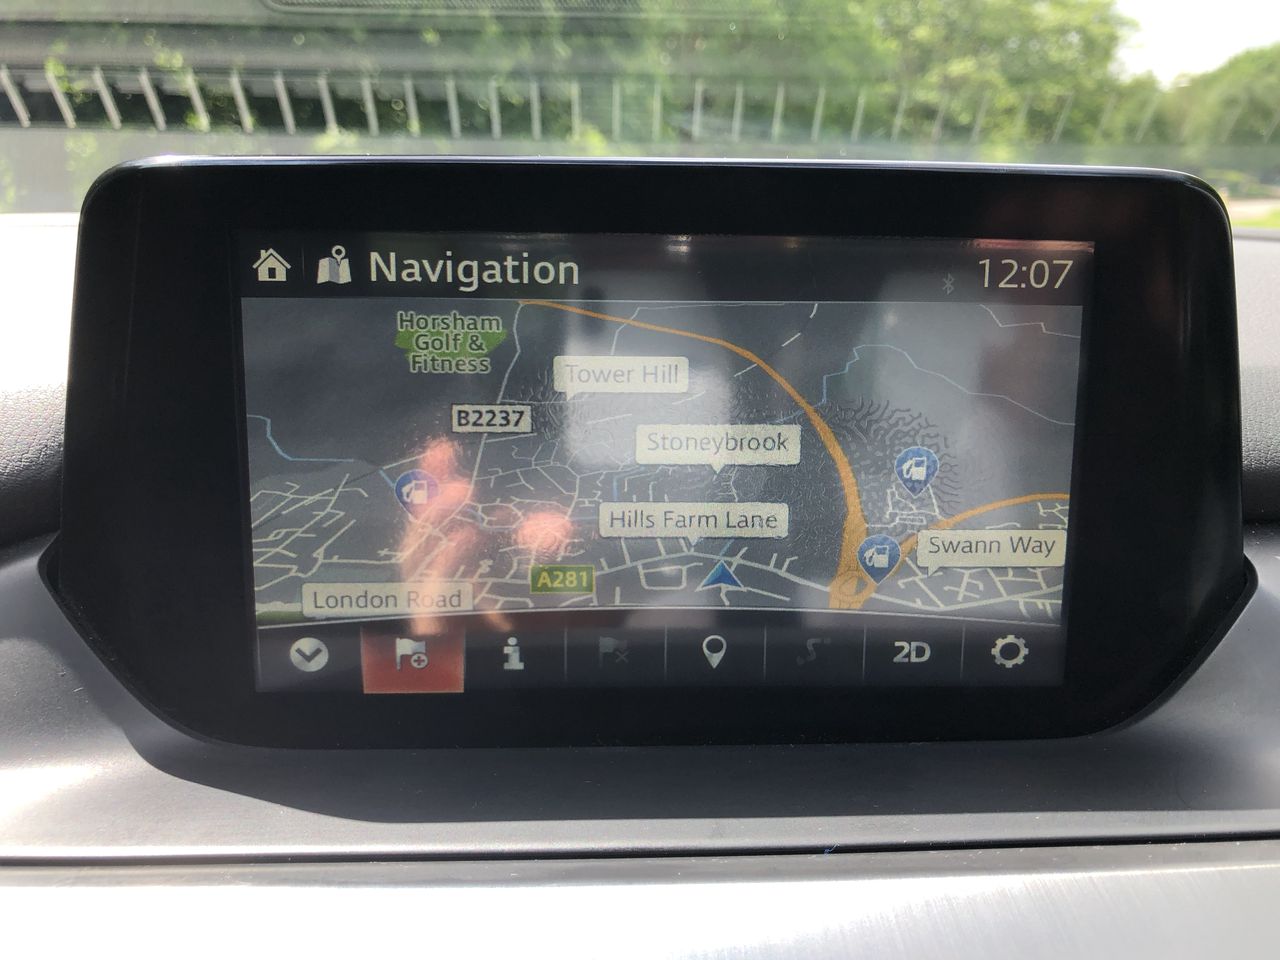 Navigation
12:07
Horsham
Golf &
Fitness
Tower Hill
B2237
Stoneybrook
Hills Farm Lane
Swann Way
A281
London Road
2D